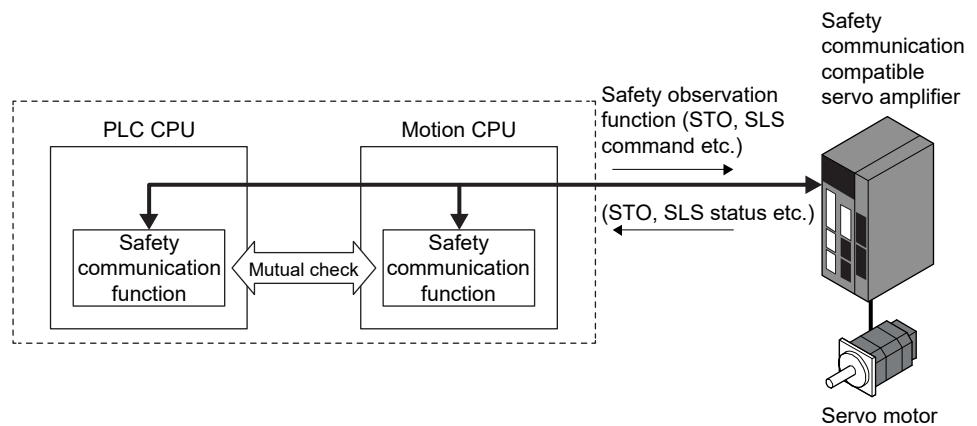 Safety
communication
compatible
servo amplifier
Safety observation
function (STO, SLS
command etc.)
(STO, SLS status etc.)
PLC CPU
Motion CPU
Safety
communication
function
Mutual check
Safety
communication
function
Servo motor